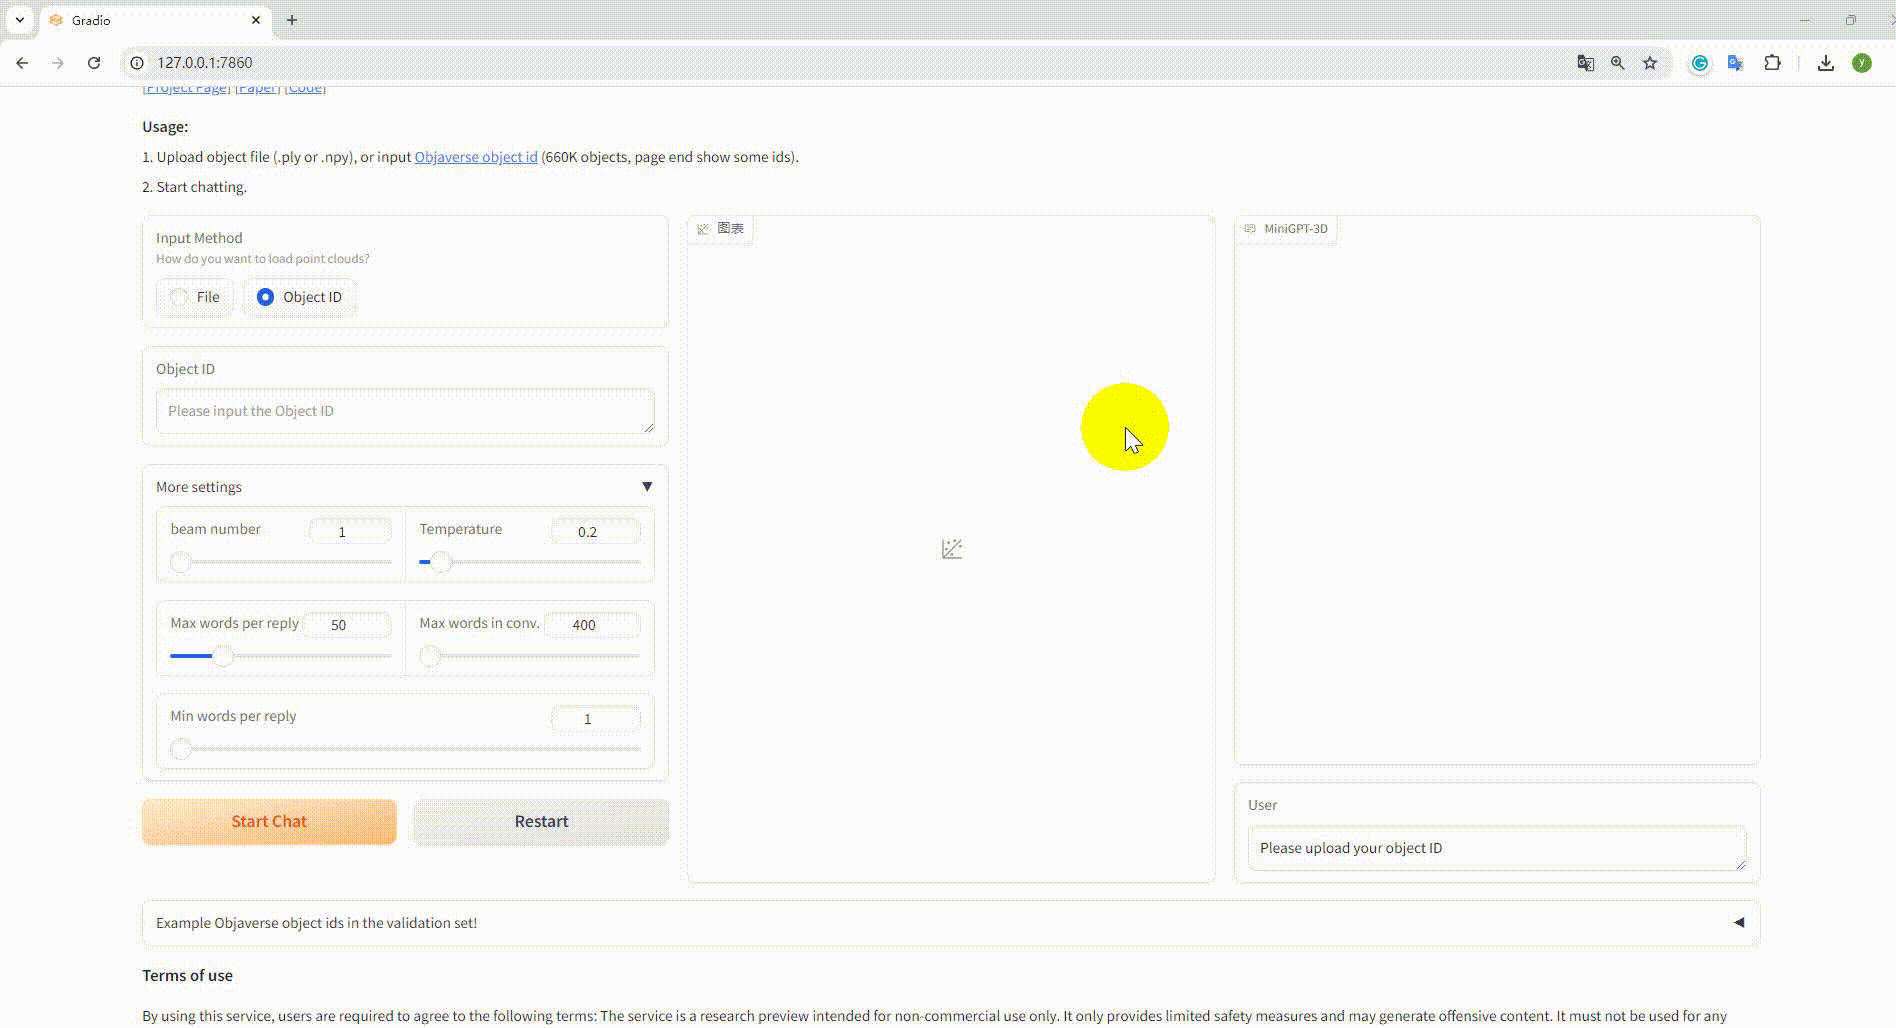 Gradio
127.0.0.1:7860
[Project Page] [Paper] [Code]
Usage:
1. Upload object file (.ply or .npy), or input Objaverse object id (660K objects, page end show some ids).
2. Start chatting.
Input Method
How do you want to load point clouds?
File
Object ID
Object ID
Please input the Object ID
More settings
beam number
1
Temperature
0.2
Max words per reply
50
Max words in conv.
400
Min words per reply
1
Start Chat
Restart
图表
MiniGPT-3D
User
Please upload your object ID
Example Objaverse object ids in the validation set!
Terms of use
By using this service, users are required to agree to the following terms: The service is a research preview intended for non-commercial use only. It only provides limited safety measures and may generate offensive content. It must not be used for any